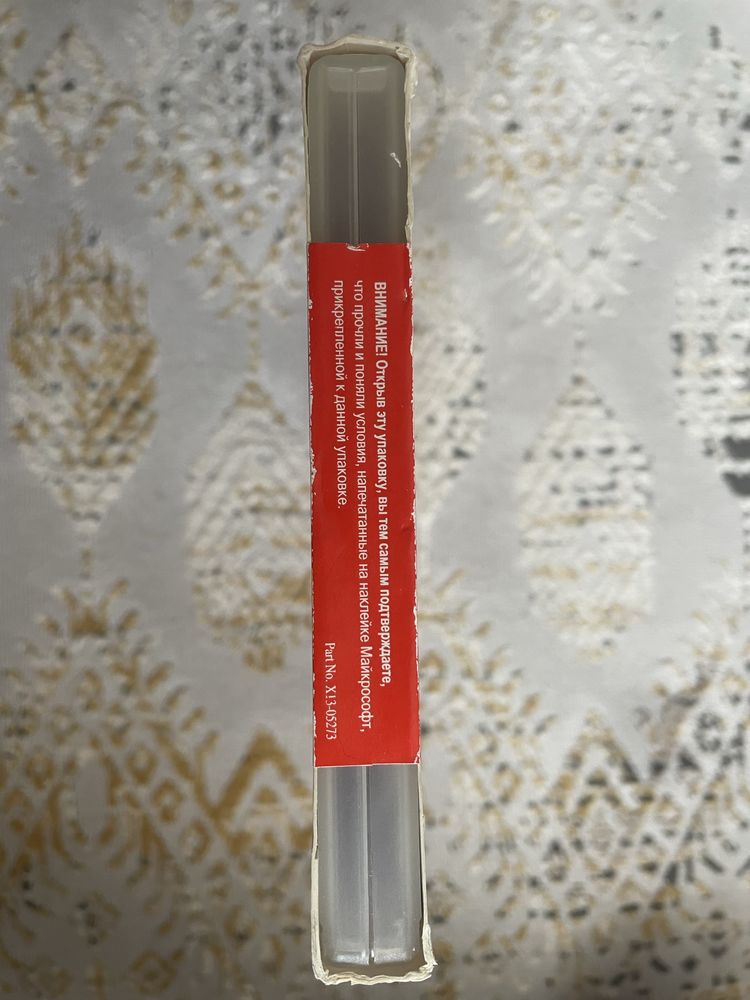 ВНИМАНИЕ! Открыв эту упаковку, вы тем самым подтверждаете,
что прочли и поняли условия, напечатанные на наклейке Майкрософт,
прикрепленной к данной упаковке.
Part No. X13-05273